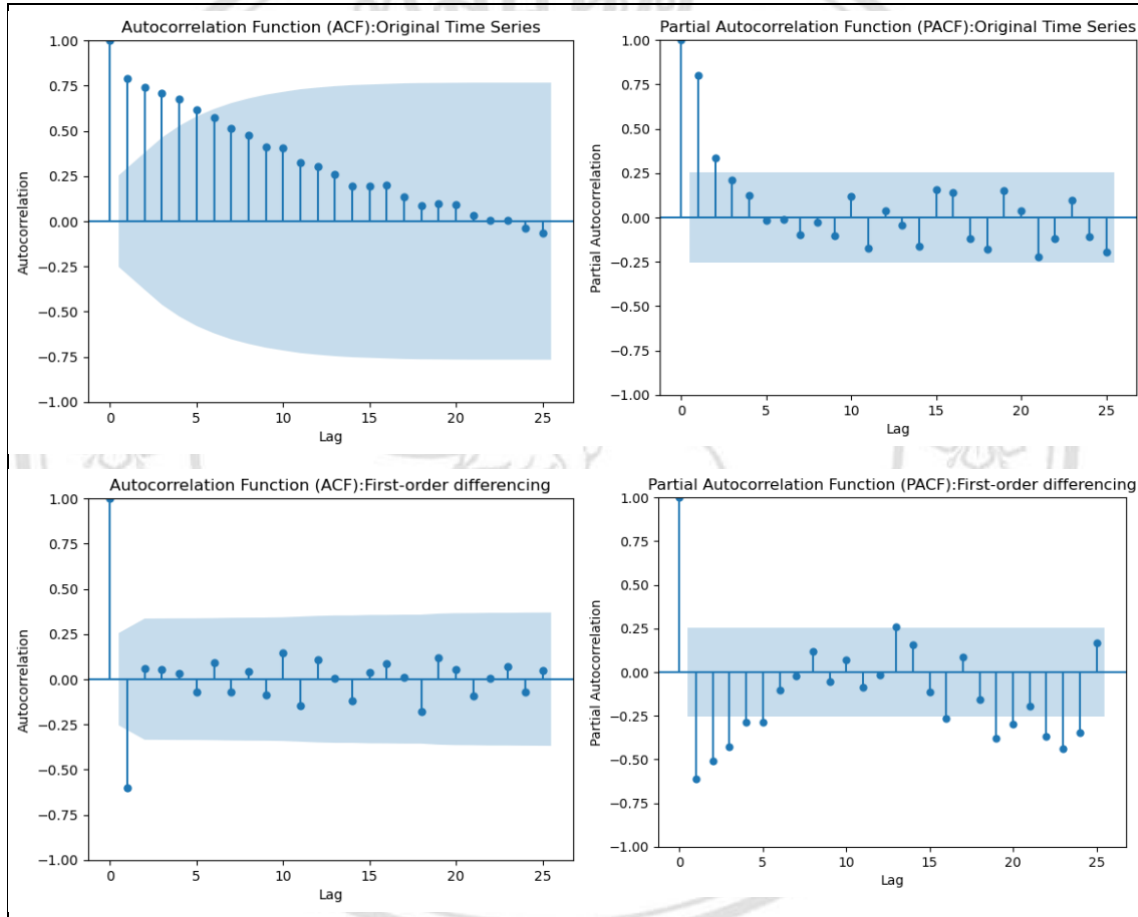 Autocorrelation Function (ACF):Original Time Series
1.00
0.75
0.50
0.25
0.00
−0.25
−0.50
−0.75
−1.00
Autocorrelation
0 5 10 15 20 25
Lag
Partial Autocorrelation Function (PACF):Original Time Series
1.00
0.75
0.50
0.25
0.00
−0.25
−0.50
−0.75
−1.00
Partial Autocorrelation
0 5 10 15 20 25
Lag
Autocorrelation Function (ACF):First-order differencing
1.00
0.75
0.50
0.25
0.00
−0.25
−0.50
−0.75
−1.00
Autocorrelation
0 5 10 15 20 25
Lag
Partial Autocorrelation Function (PACF):First-order differencing
1.00
0.75
0.50
0.25
0.00
−0.25
−0.50
−0.75
−1.00
Partial Autocorrelation
0 5 10 15 20 25
Lag